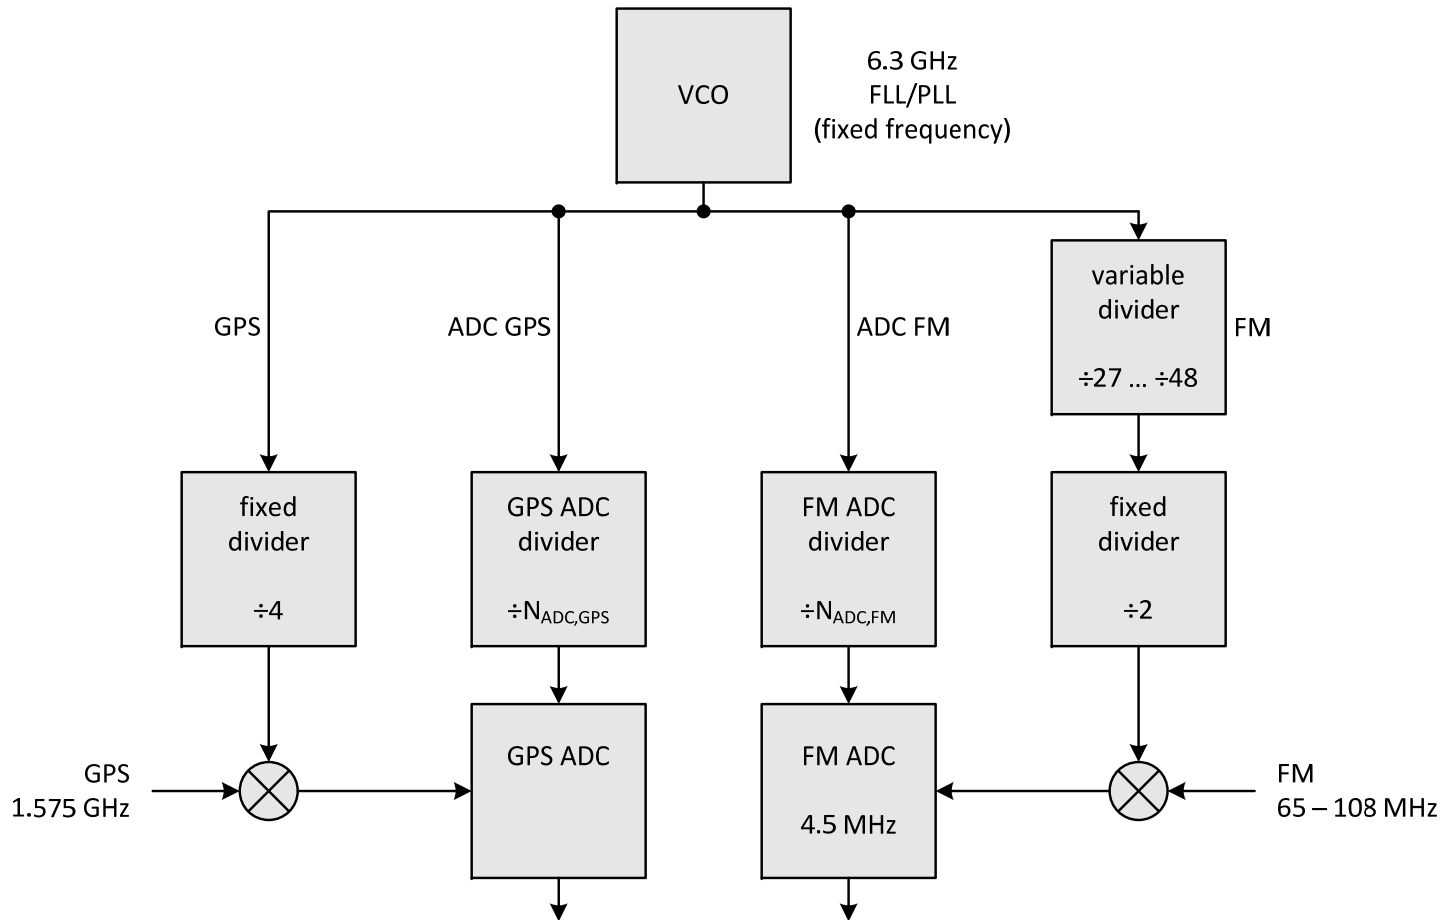 VCO
6.3 GHz
FLL/PLL
(fixed frequency)
GPS
ADC GPS
ADC FM
variable
divider
÷27 ... ÷48
FM
fixed
divider
÷4
GPS ADC
divider
÷N_ADC,GPS
FM ADC
divider
÷N_ADC,FM
fixed
divider
÷2
GPS
1.575 GHz
GPS ADC
FM ADC
4.5 MHz
FM
65 – 108 MHz